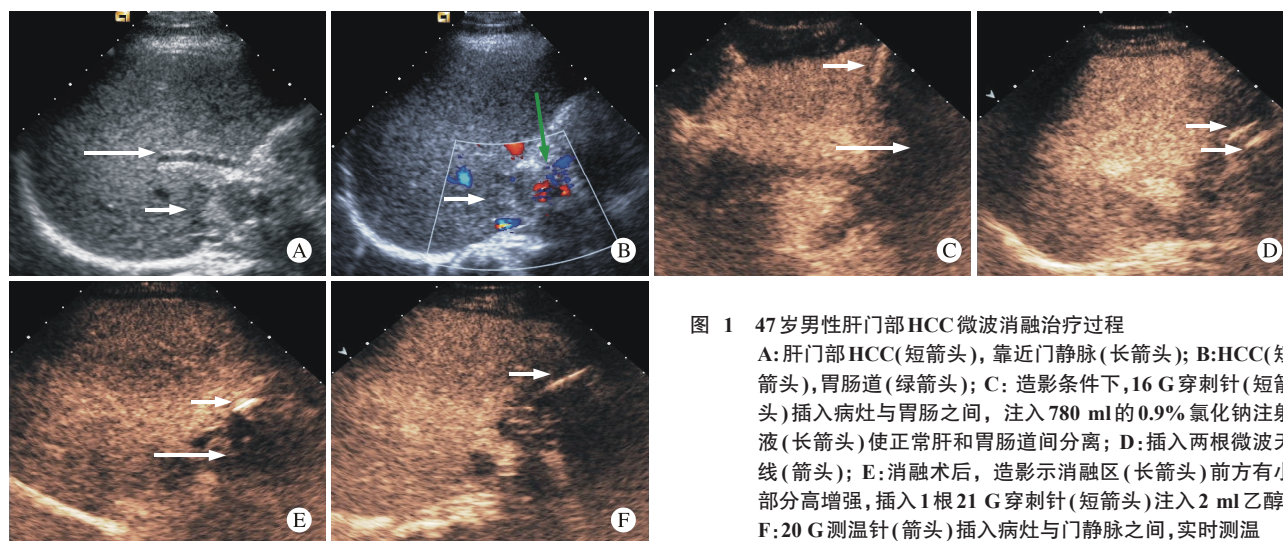 A
B
C
D
E
F
图 1 47岁男性肝门部HCC微波消融治疗过程
A:肝门部HCC(短箭头),靠近门静脉(长箭头); B:HCC(短
箭头),胃肠道(绿箭头); C: 造影条件下,16 G穿刺针(短箭
头)插入病灶与胃肠之间, 注入780 ml的0.9%氯化钠注射
液(长箭头)使正常肝和胃肠道间分离; D:插入两根微波天
线(箭头); E:消融术后, 造影示消融区(长箭头)前方有小
部分高增强,插入1根21 G穿刺针(短箭头)注入2 ml乙醇
F:20 G测温针(箭头)插入病灶与门静脉之间,实时测温